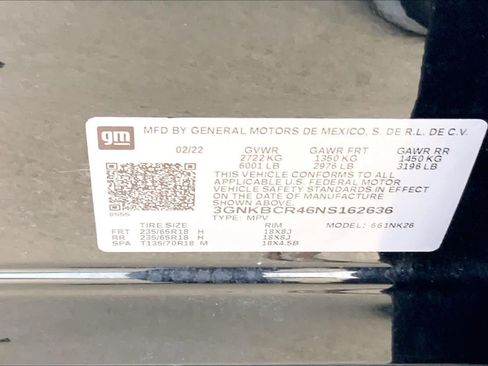 gm MFD BY GENERAL MOTORS DE MEXICO, S. DE R.L. DE C.V.
02/22 GVWR GAWR FRT GAWR RR
2722 KG 1350 KG 1450 KG
6001 LB 2976 LB 3196 LB
THIS VEHICLE CONFORMS TO ALL
APPLICABLE U.S. FEDERAL MOTOR
VEHICLE SAFETY STANDARDS IN EFFECT
ON THE DATE OF MANUFACTURE
SHOWN ABOVE.
3GNKBCR46NS162636
TYPE: MPV MODEL: 661NK26
TIRE SIZE RIM
FRT 235/65R18 H 18X8J
RR 235/65R18 H 18X8J
SPA T135/70R18 M 18X4.5B